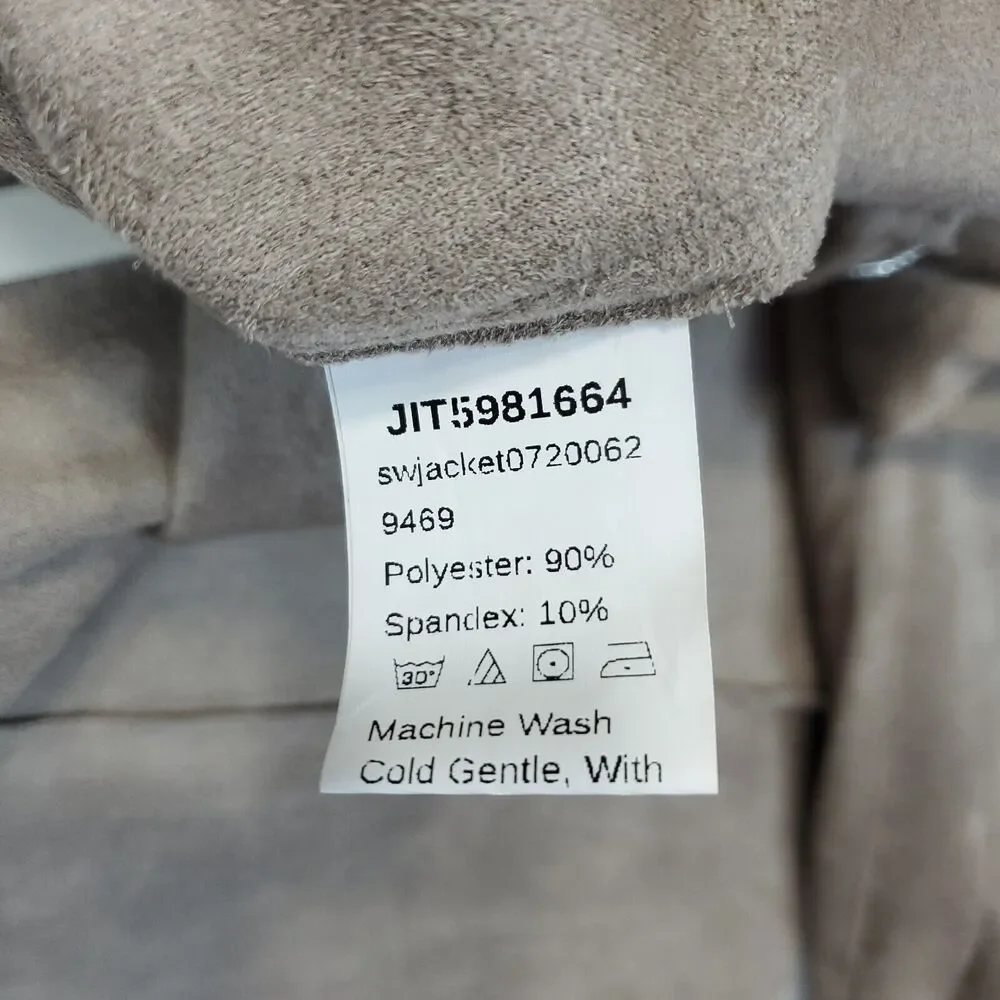 JIT5981664
swjacket0720062
9469
Polyester: 90%
Spandex: 10%
30°
Machine Wash
Cold Gentle, With